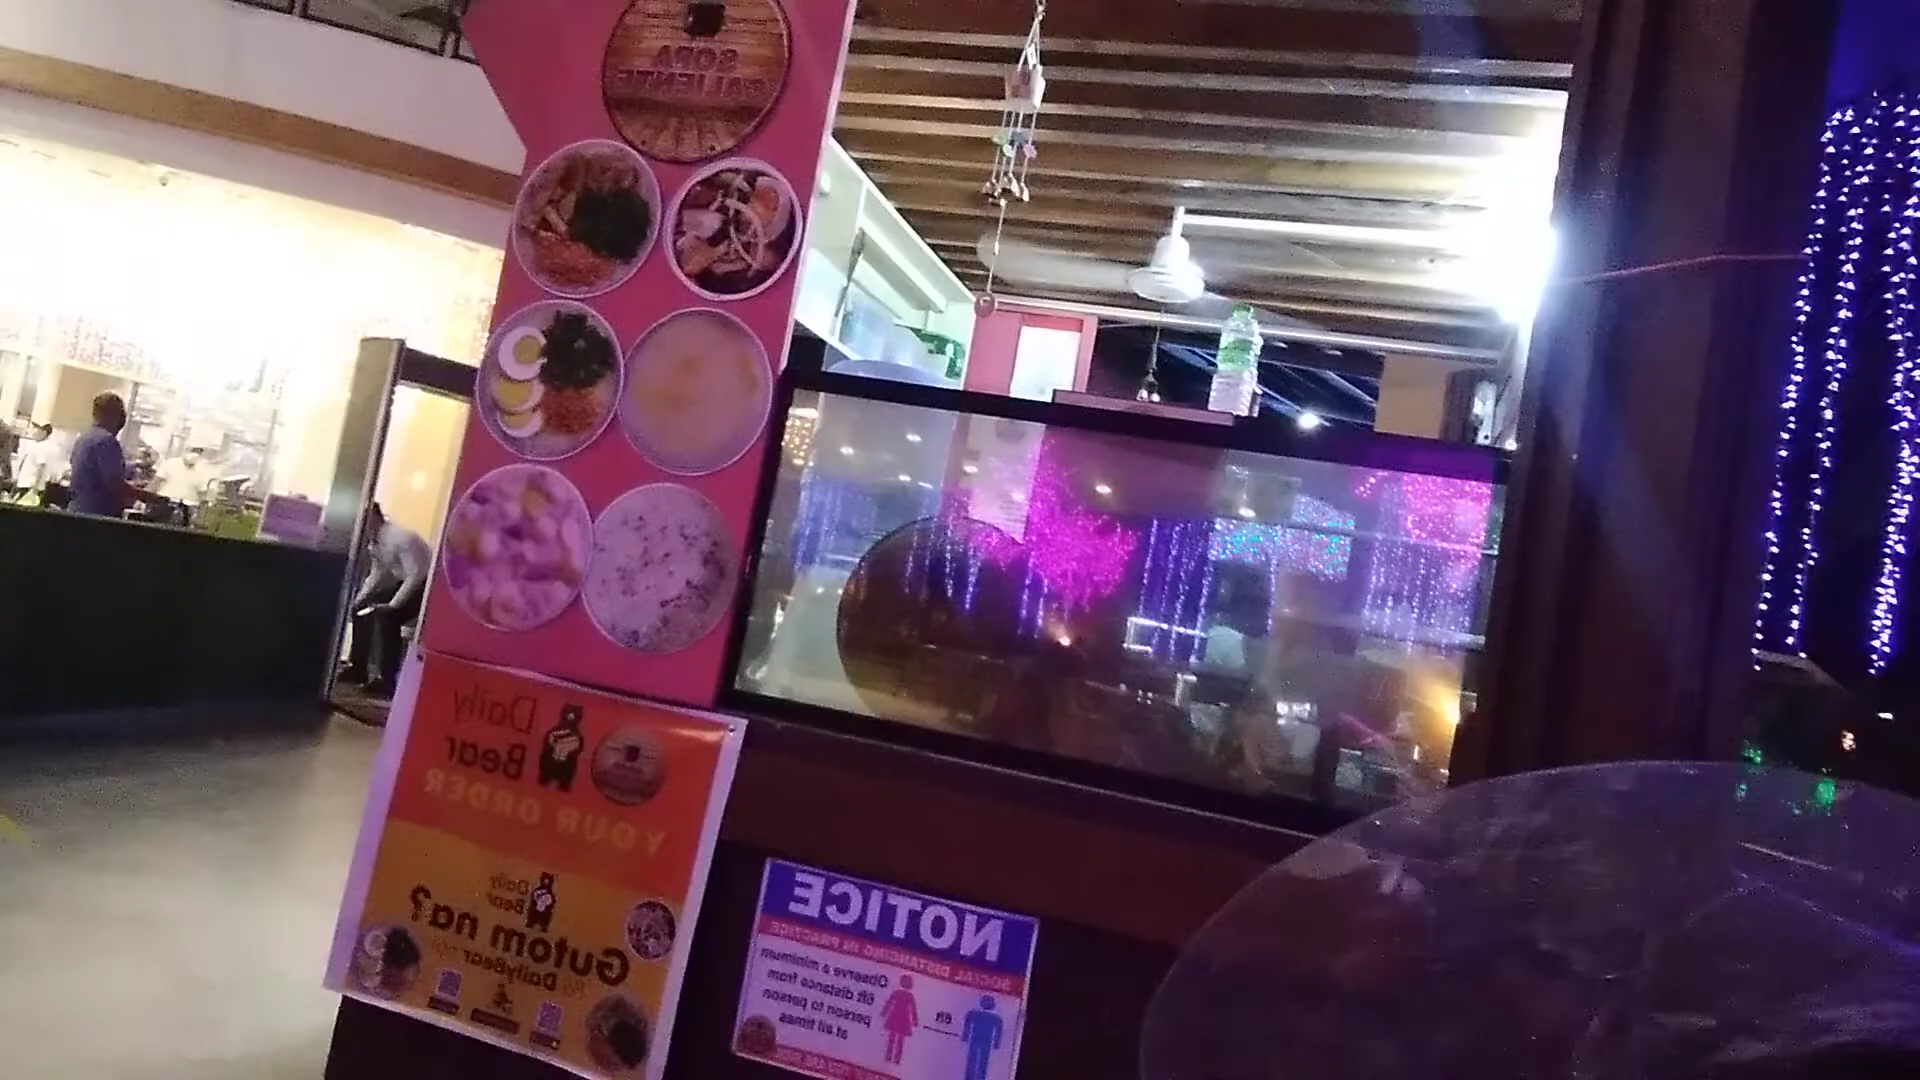 SOPA
CALIENTE
Daily
Bear
YOUR ORDER
Daily
Bear
Gutom na?
DailyBear
NOTICE
SOCIAL DISTANCING IN PRACTICE
Observe a minimum
6ft distance from
person to person
at all times
6ft